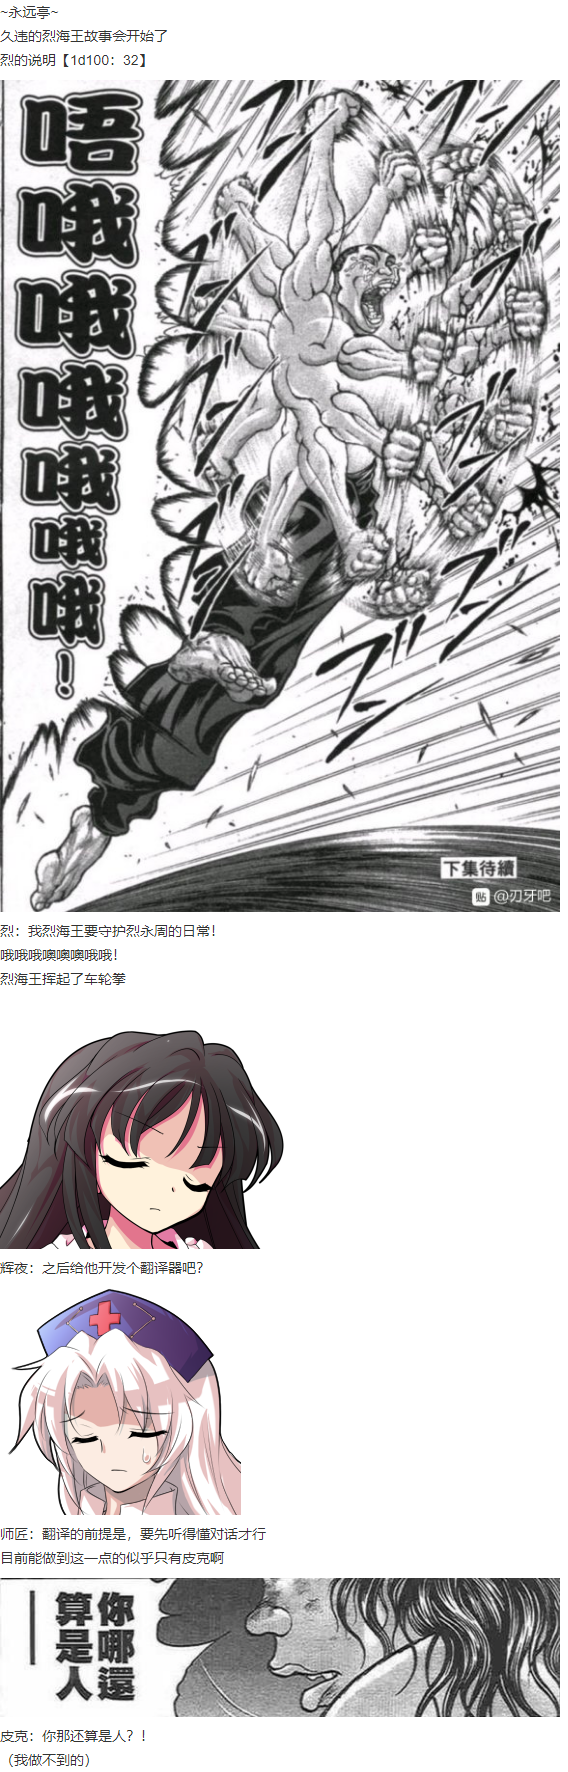 ~永远亭~
久违的烈海王故事会开始了
烈的说明【1d100：32】
唔哦哦哦哦哦哦！
下集待續
贴 @刃牙吧
烈：我烈海王要守护烈永周的日常！
哦哦哦噢噢噢哦哦！
烈海王挥起了车轮拳
辉夜：之后给他开发个翻译器吧？
师匠：翻译的前提是，要先听得懂对话才行
目前能做到这一点的似乎只有皮克啊
你哪還
算是人
——
皮克：你那还算是人？！
（我做不到的）